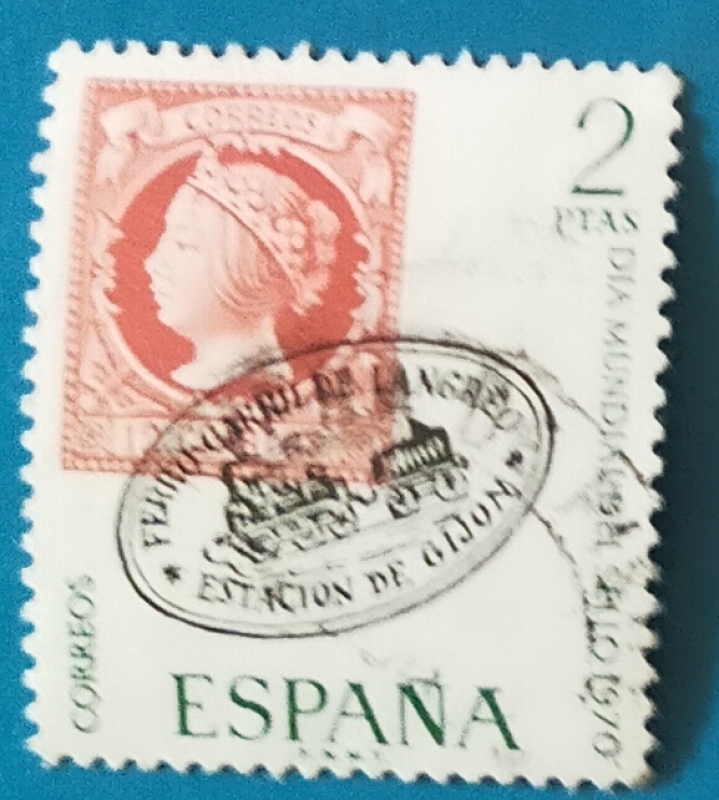 CORREOS
2
PTAS
DIA MUNDIAL DEL SELLO 1970
FERRO-CARRIL DE LANGREO
ESTACION DE GIJON
CORREOS
ESPAÑA